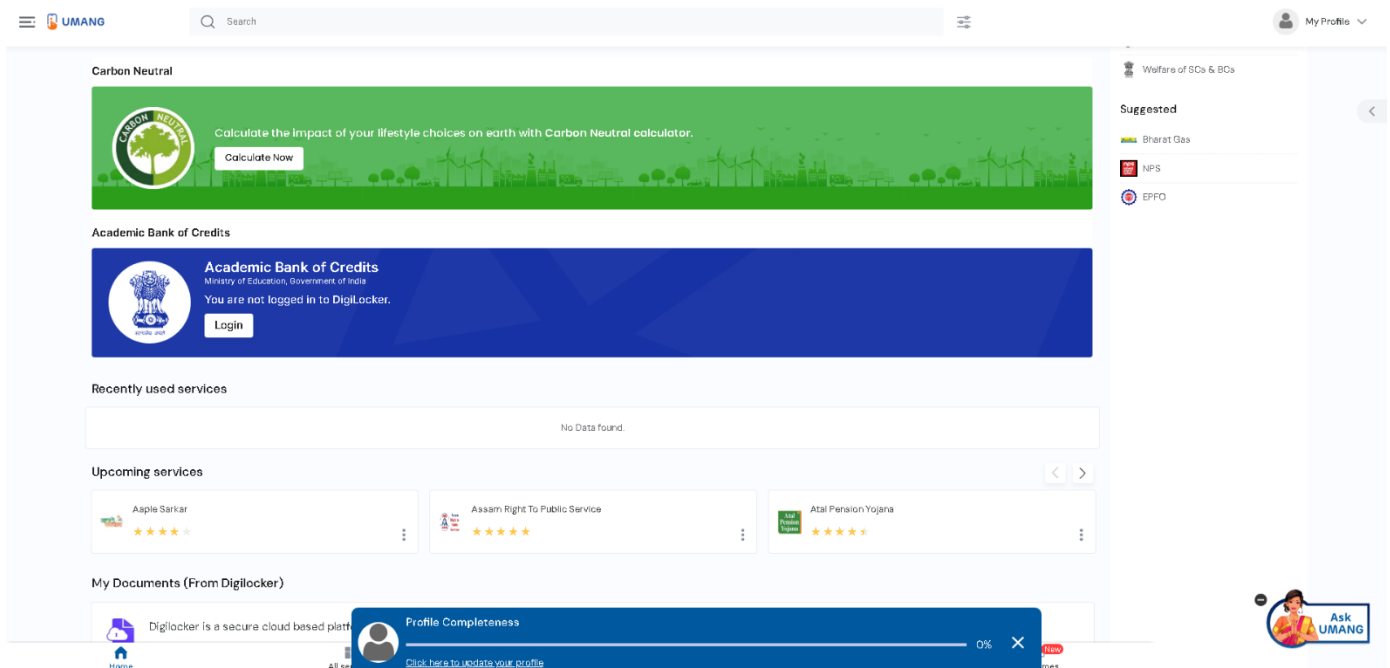 UMANG
Search
My Profile
Carbon Neutral
CARBON NEUTRAL
Calculate the impact of your lifestyle choices on earth with Carbon Neutral calculator.
Calculate Now
Academic Bank of Credits
Academic Bank of Credits
Ministry of Education, Government of India
You are not logged in to DigiLocker.
Login
Recently used services
No Data found.
Upcoming services
Aaple Sarkar
Assam Right To Public Service
Atal Pension Yojana
Atal
Pension
Yojana
My Documents (From Digilocker)
Digilocker is a secure cloud based
Profile Completeness
0%
Click here to update your profile
Home
All
New
Welfare of SCs & BCs
Suggested
Bharat Gas
NPS
EPFO
Ask
UMANG